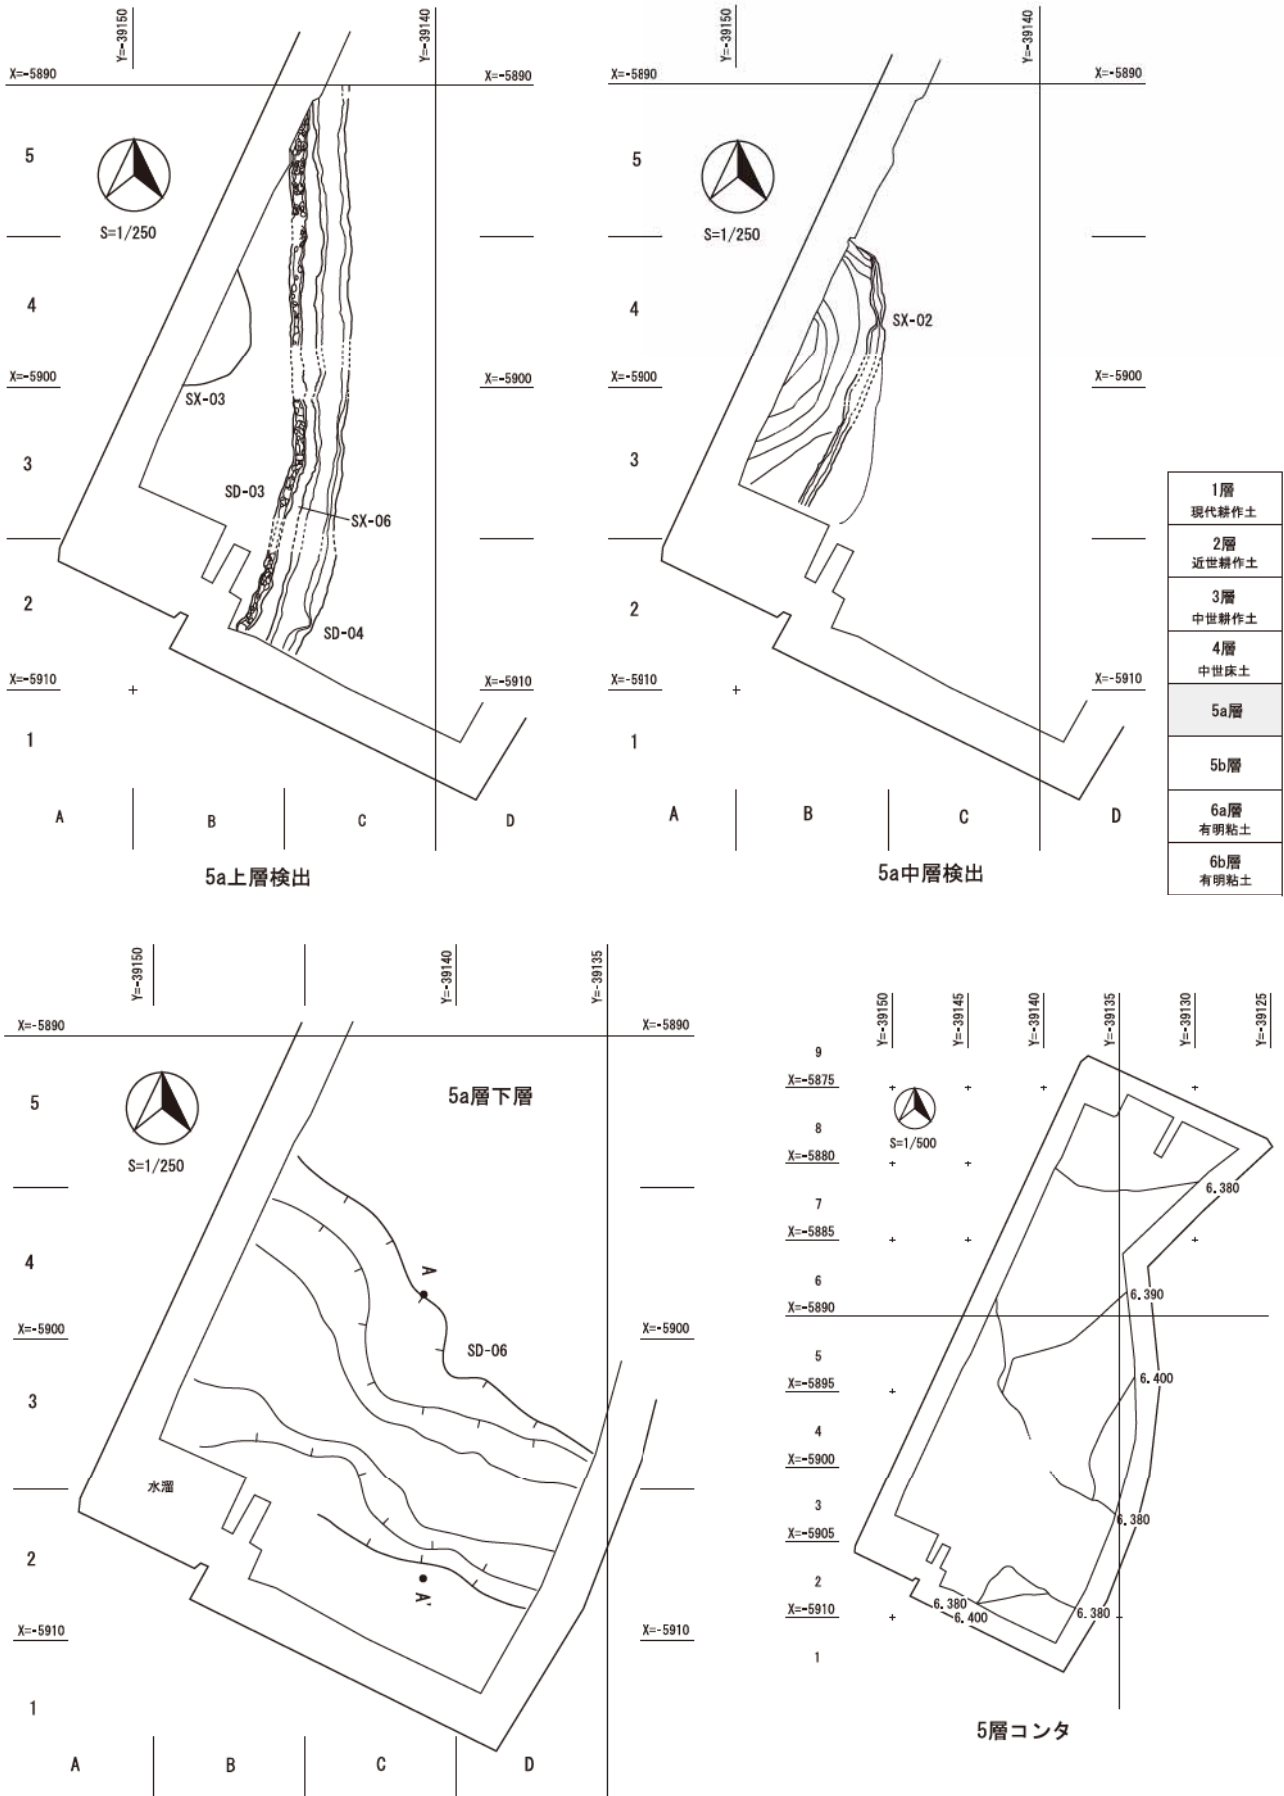 Y=-39150
Y=-39140
X=-5890
X=-5890
5
S=1/250
4
X=-5900
X=-5900
SX-03
3
SD-03
SX-06
2
SD-04
X=-5910
X=-5910
1
A
B
C
D
5a上層検出
Y=-39150
Y=-39140
X=-5890
X=-5890
5
S=1/250
4
SX-02
X=-5900
X=-5900
3
2
X=-5910
X=-5910
1
A
B
C
D
5a中層検出
1層
現代耕作土
2層
近世耕作土
3層
中世耕作土
4層
中世床土
5a層
5b層
6a層
有明粘土
6b層
有明粘土
Y=-39150
Y=-39140
Y=-39135
X=-5890
X=-5890
5a層下層
5
S=1/250
4
A
X=-5900
X=-5900
SD-06
3
水溜
2
A'
X=-5910
X=-5910
1
A
B
C
D
Y=-39150
Y=-39145
Y=-39140
Y=-39135
Y=-39130
Y=-39125
9
X=-5875
S=1/500
8
X=-5880
6.380
7
X=-5885
6
6.390
X=-5890
5
6.400
X=-5895
4
X=-5900
3
6.380
X=-5905
2
6.380
6.400
6.380
X=-5910
1
5層コンタ